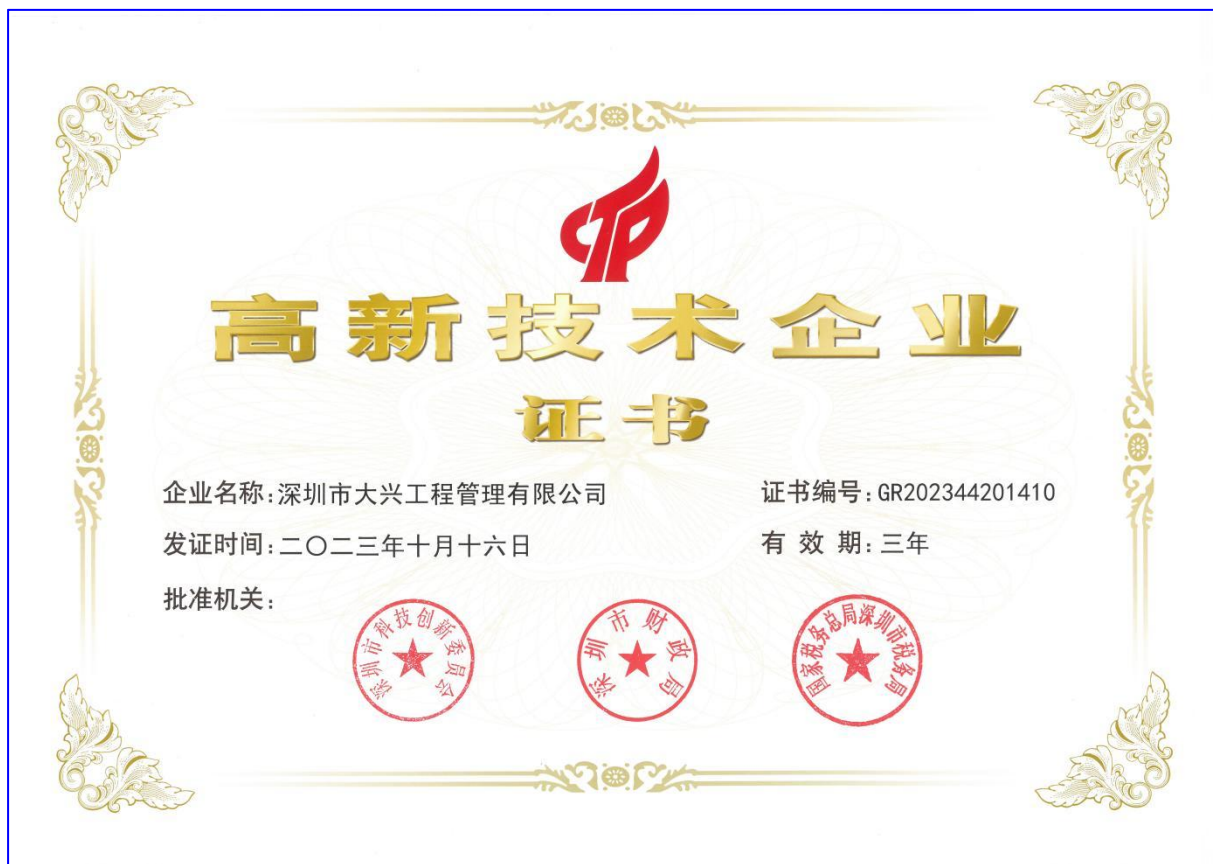 CTP
高新技术企业
证书
企业名称:深圳市大兴工程管理有限公司
证书编号:GR202344201410
发证时间:二〇二三年十月十六日
有 效 期:三年
批准机关:
深圳市科技创新委员会
深圳市财政局
国家税务总局深圳市税务局